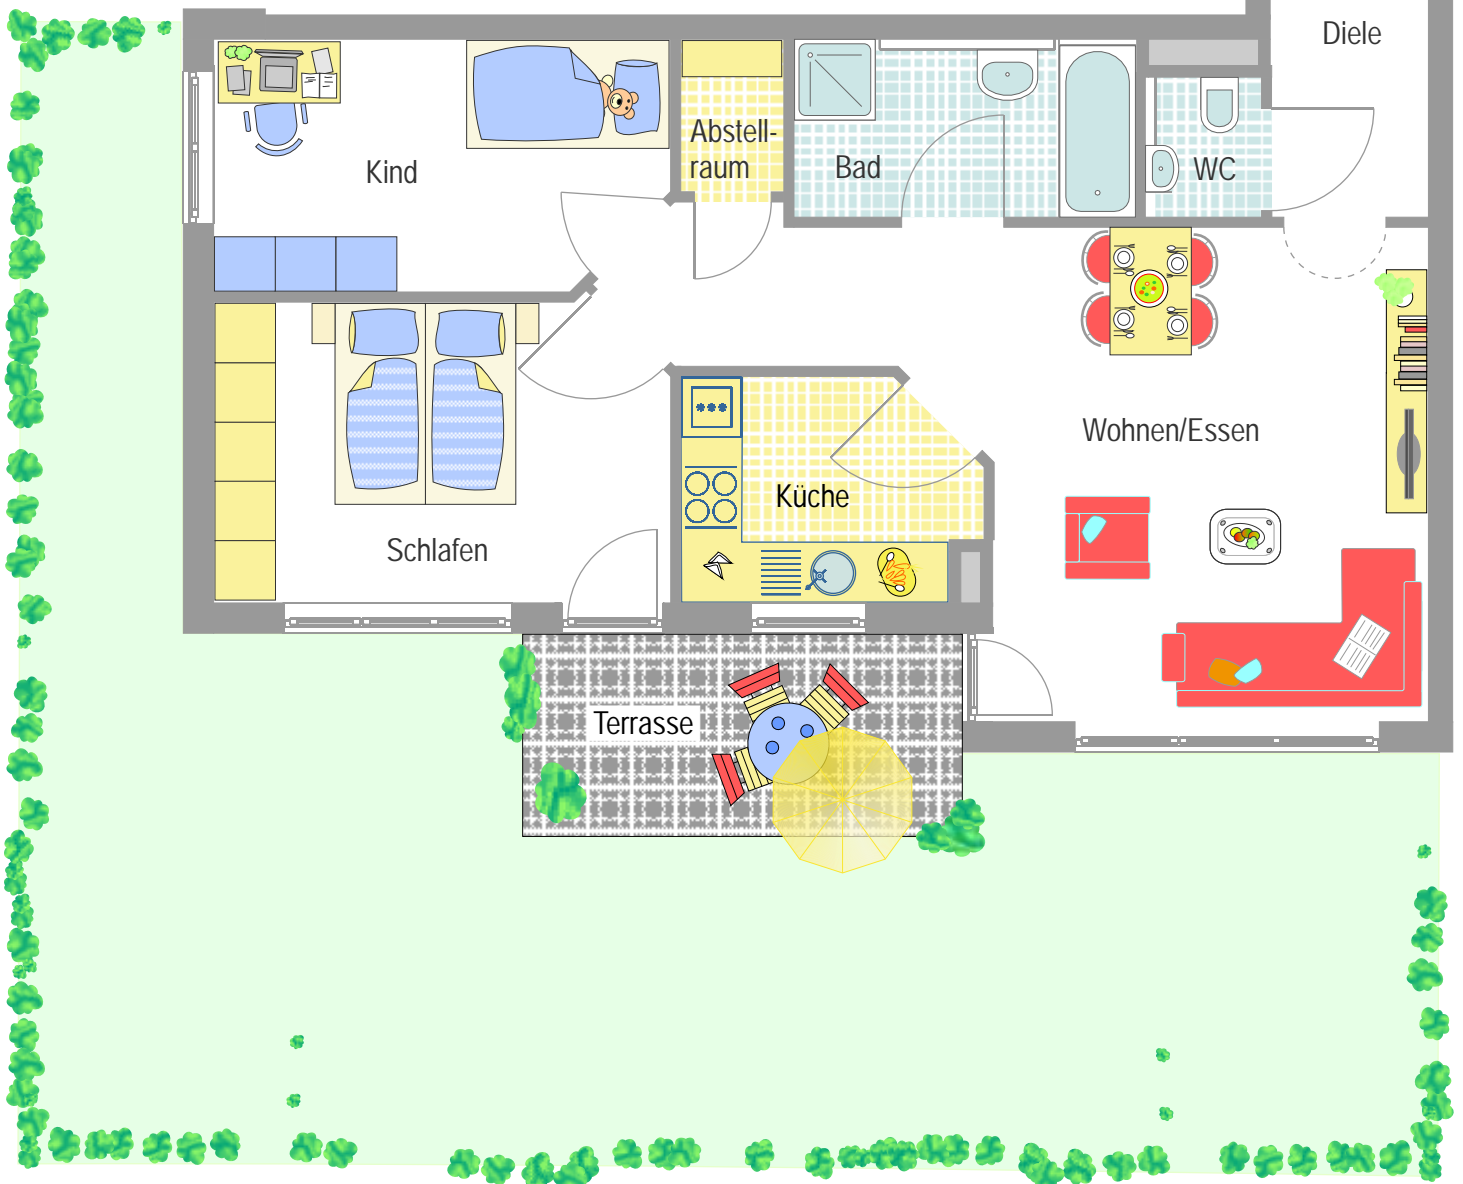 Diele
Kind
Abstell-
raum
Bad
WC
Wohnen/Essen
Küche
Schlafen
Terrasse